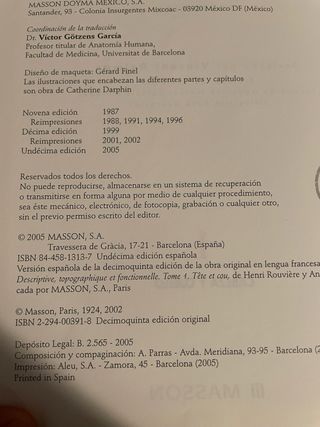 MASSON DOYMA MÉXICO, S.A.
Santander, 93 - Colonia Insurgentes Mixcoac - 03920 México DF (México)
Coordinación de la traducción
Dr. Víctor Götzens García
Profesor titular de Anatomía Humana,
Facultad de Medicina, Universitat de Barcelona
Diseño de maqueta: Gérard Finel
Las ilustraciones que encabezan las diferentes partes y capítulos
son obra de Catherine Darphin
Novena edición 1987
Reimpresiones 1988, 1991, 1994, 1996
Décima edición 1999
Reimpresiones 2001, 2002
Undécima edición 2005
Reservados todos los derechos.
No puede reproducirse, almacenarse en un sistema de recuperación
o transmitirse en forma alguna por medio de cualquier procedimiento,
sea éste mecánico, electrónico, de fotocopia, grabación o cualquier otro,
sin el previo permiso escrito del editor.
© 2005 MASSON, S.A.
Travessera de Gràcia, 17-21 - Barcelona (España)
ISBN 84-458-1313-7 Undécima edición española
Versión española de la decimoquinta edición de la obra original en lengua francesa
Descriptive, topographique et fonctionnelle. Tome 1, Tête et cou, de Henri Rouvière y An
cada por MASSON, S.A., Paris
© Masson, Paris, 1924, 2002
ISBN 2-294-00391-8 Decimoquinta edición original
Depósito Legal: B. 2.565 - 2005
Composición y compaginación: A. Parras - Avda. Meridiana, 93-95 - Barcelona (2
Impresión: Aleu, S.A. - Zamora, 45 - Barcelona (2005)
Printed in Spain
MASSON